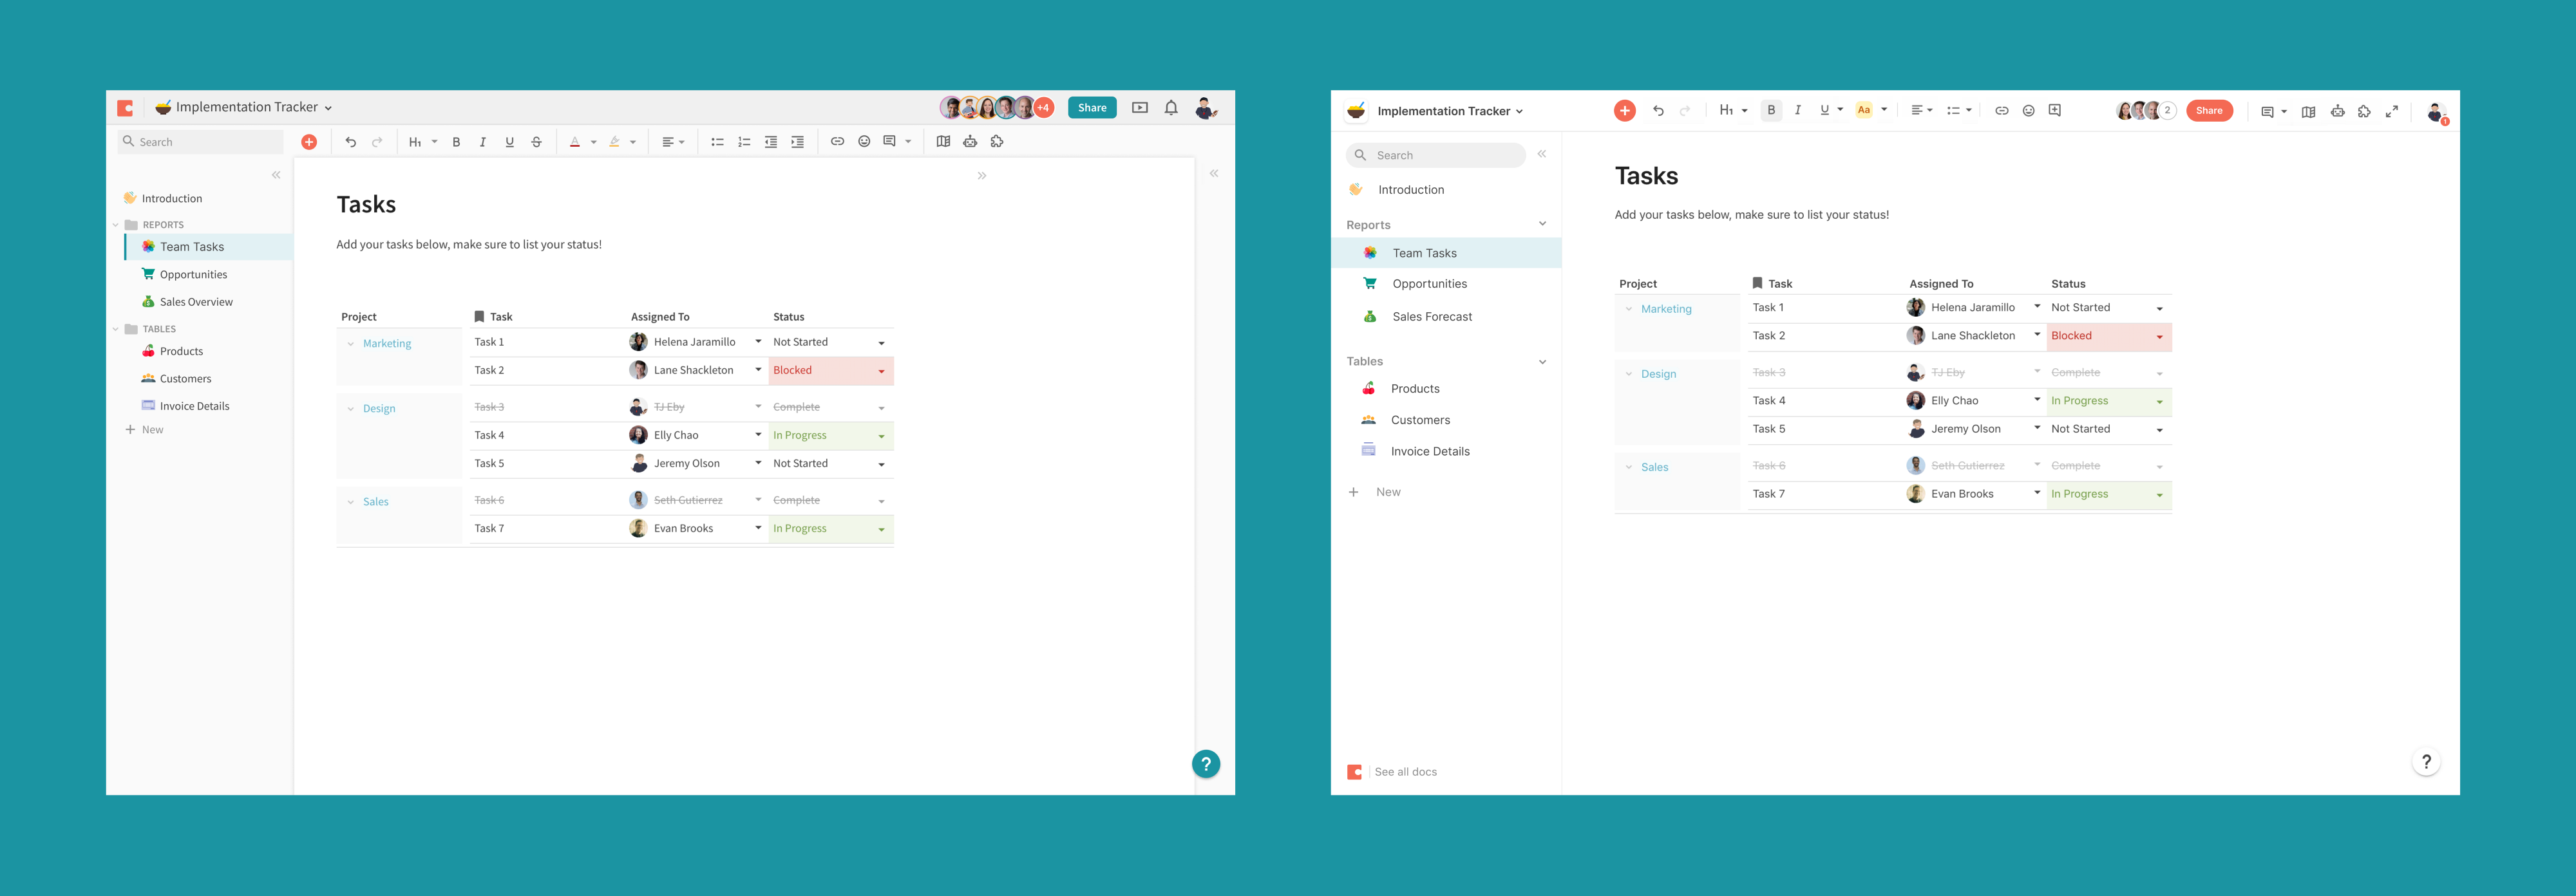 Implementation Tracker
+4
Share
Search
H1 B I U S A
Introduction
REPORTS
Team Tasks
Opportunities
Sales Overview
TABLES
Products
Customers
Invoice Details
New
Tasks
Add your tasks below, make sure to list your status!
Project Task Assigned To Status
Marketing Task 1 Helena Jaramillo Not Started
Task 2 Lane Shackleton Blocked
Design Task 3 TJ Eby Complete
Task 4 Elly Chao In Progress
Task 5 Jeremy Olson Not Started
Sales Task 6 Seth Gutierrez Complete
Task 7 Evan Brooks In Progress
?
Implementation Tracker
H1 B I U Aa
2
Share
!
Search
Introduction
Reports
Team Tasks
Opportunities
Sales Forecast
Tables
Products
Customers
Invoice Details
New
See all docs
Tasks
Add your tasks below, make sure to list your status!
Project Task Assigned To Status
Marketing Task 1 Helena Jaramillo Not Started
Task 2 Lane Shackleton Blocked
Design Task 3 TJ Eby Complete
Task 4 Elly Chao In Progress
Task 5 Jeremy Olson Not Started
Sales Task 6 Seth Gutierrez Complete
Task 7 Evan Brooks In Progress
?